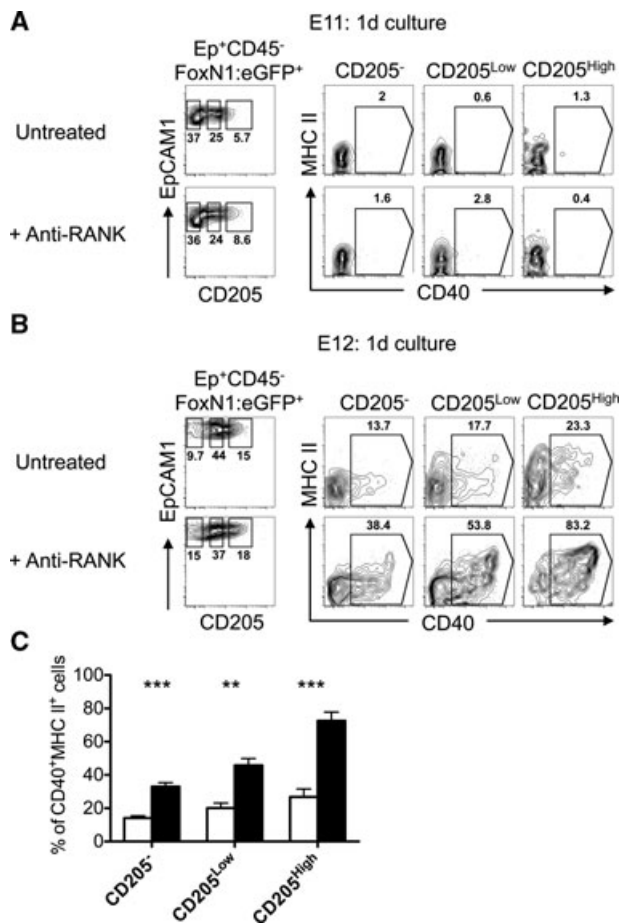 A
E11: 1d culture
Ep⁺CD45⁻
FoxN1:eGFP⁺
CD205⁻ CD205ᴸᵒʷ CD205ᴴⁱᵍʰ
Untreated
EpCAM1
37 25 5.7
MHC II
2 0.6 1.3
+ Anti-RANK
36 24 8.6
1.6 2.8 0.4
CD205
CD40
B
E12: 1d culture
Ep⁺CD45⁻
FoxN1:eGFP⁺
CD205⁻ CD205ᴸᵒʷ CD205ᴴⁱᵍʰ
Untreated
EpCAM1
9.7 44 15
MHC II
13.7 17.7 23.3
+ Anti-RANK
15 37 18
38.4 53.8 83.2
CD205
CD40
C
% of CD40⁺MHC II⁺ cells
100
80
60
40
20
0
*** ** ***
CD205⁻
CD205ᴸᵒʷ
CD205ᴴⁱᵍʰ